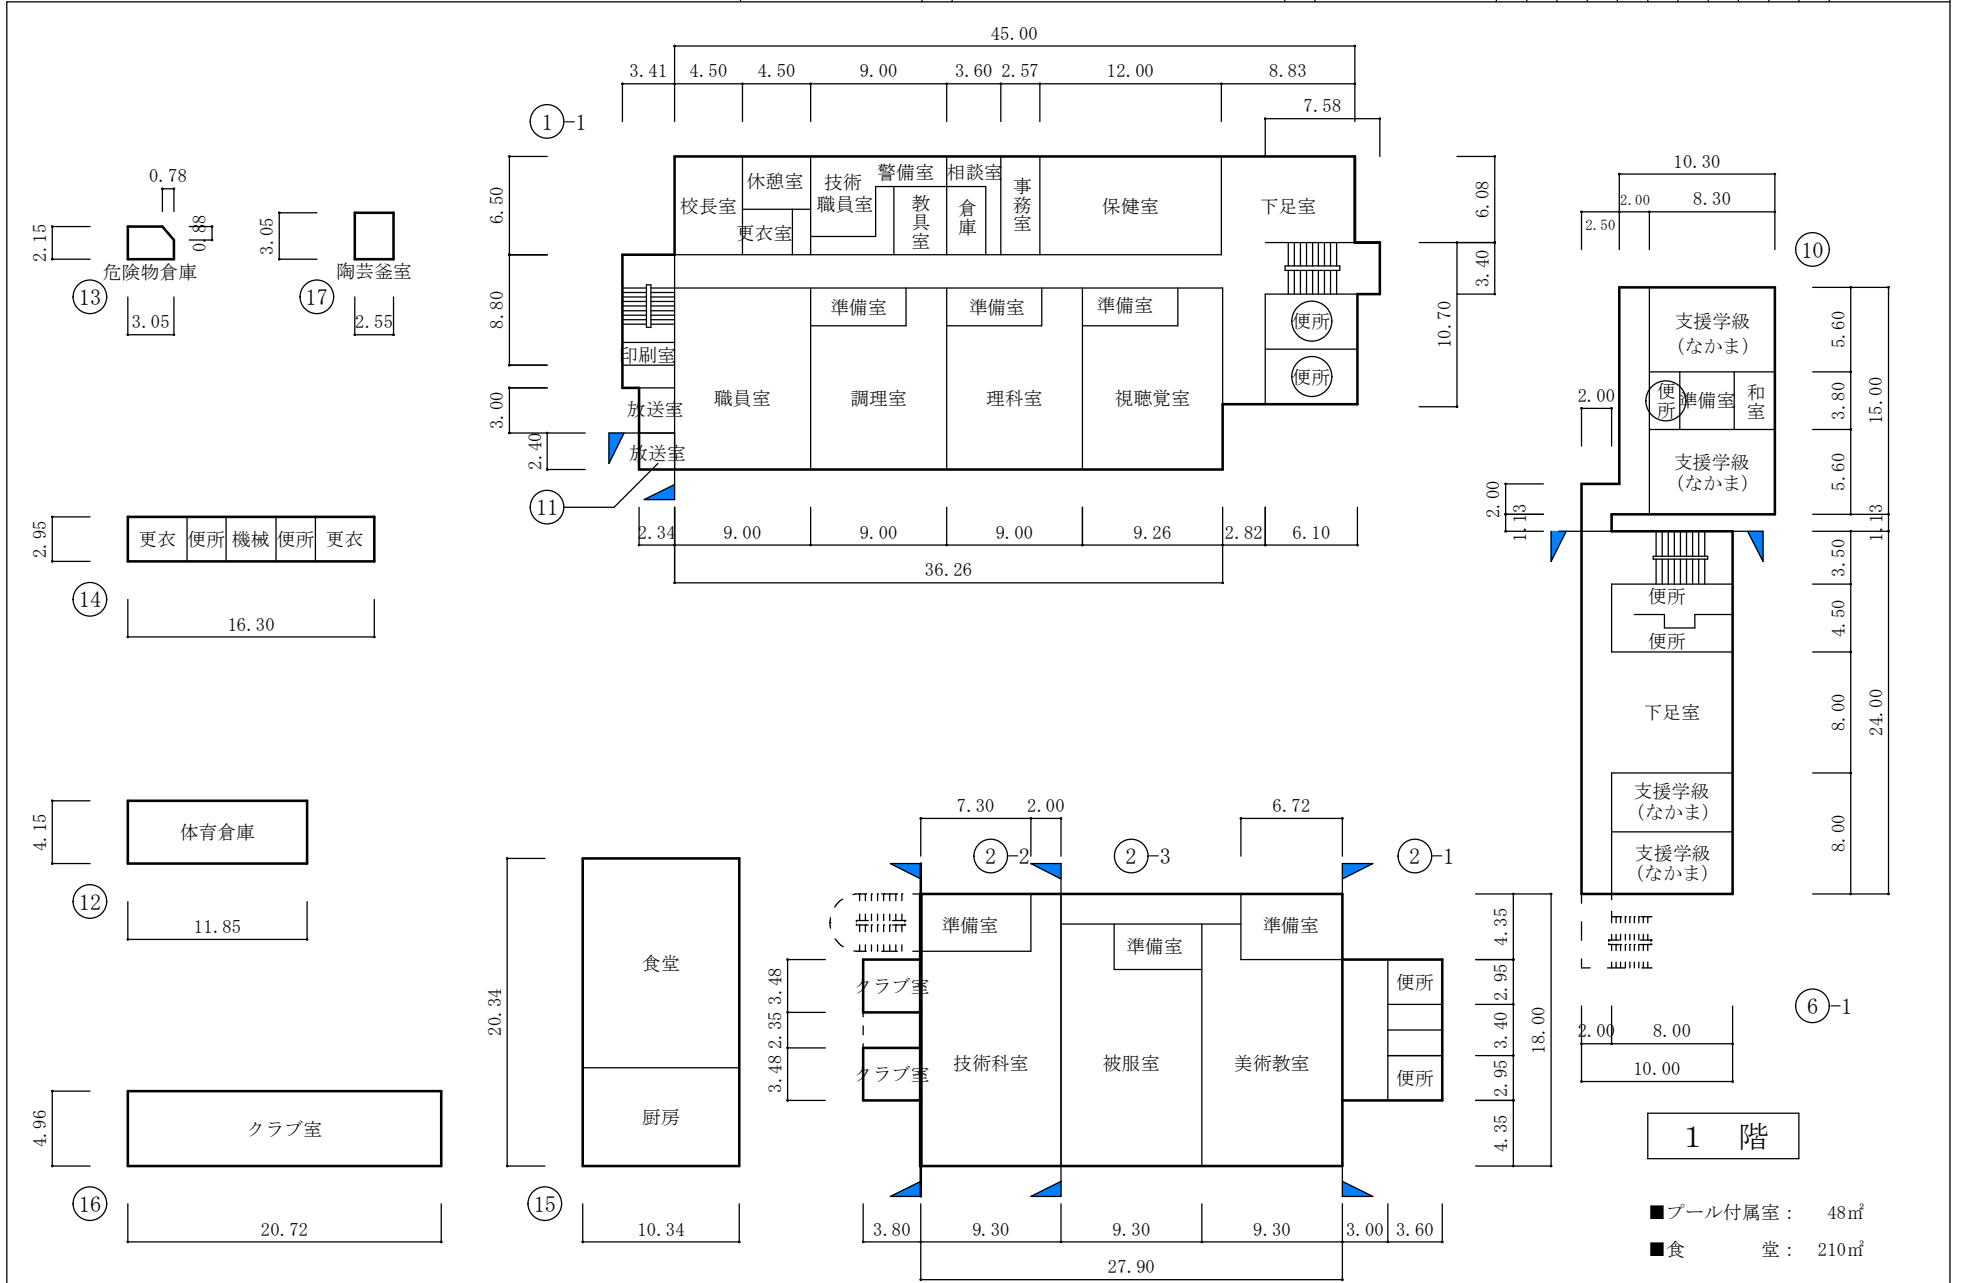 45.00
3.41 4.50 4.50 9.00 3.60 2.57 12.00 8.83
7.58
①-1
6.50
8.80
3.00
2.40
校長室
休憩室
更衣室
技術
職員室
警備室
教具室
相談室
倉庫
事務室
保健室
下足室
6.08
3.40
10.70
印刷室
放送室
放送室
職員室
準備室
調理室
準備室
理科室
準備室
視聴覚室
便所
便所
⑪
2.34 9.00 9.00 9.00 9.26 2.82 6.10
36.26
0.78
2.15
0.88
危険物倉庫
⑬
3.05
3.05
陶芸釜室
⑰
2.55
2.95
更衣 便所 機械 便所 更衣
⑭
16.30
4.15
体育倉庫
⑫
11.85
4.96
クラブ室
⑯
20.72
20.34
食堂
厨房
⑮
10.34
7.30 2.00 6.72
②-2 ②-3 ②-1
準備室
準備室
準備室
クラブ室
クラブ室
3.48
2.35
3.48
技術科室
被服室
美術教室
便所
便所
4.35
2.95
3.40
2.95
4.35
18.00
3.80 9.30 9.30 9.30 3.00 3.60
27.90
10.30
2.00 8.30
2.50
⑩
支援学級
(なかま)
便所
準備室
和室
支援学級
(なかま)
5.60
3.80
5.60
15.00
2.00
2.00
1.13
1.13
便所
便所
下足室
支援学級
(なかま)
支援学級
(なかま)
3.50
4.50
8.00
8.00
24.00
⑥-1
2.00 8.00
10.00
1 階
■プール付属室: 48㎡
■食 堂: 210㎡